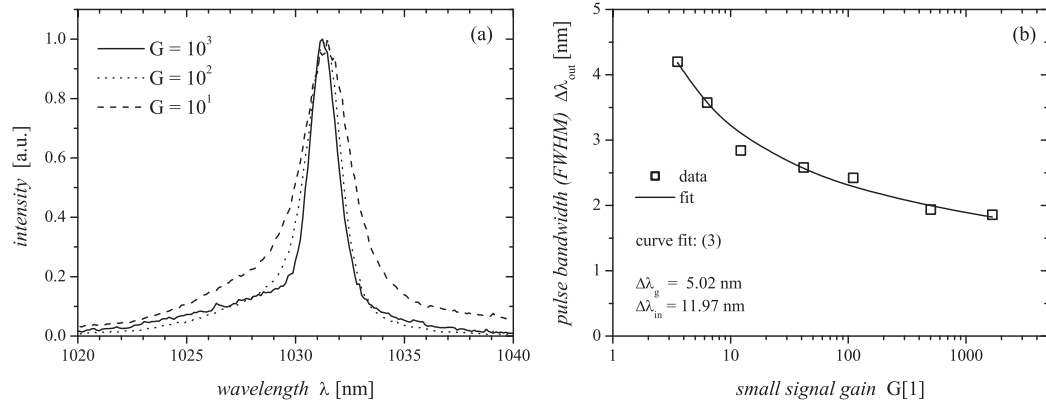 (a)
G = 10³
G = 10²
G = 10¹
1.0
0.8
0.6
0.4
0.2
0.0
intensity [a.u.]
1020 1025 1030 1035 1040
wavelength λ [nm]
(b)
5
4
3
2
1
0
pulse bandwidth (FWHM) Δλout [nm]
data
fit
curve fit: (3)
Δλg = 5.02 nm
Δλin = 11.97 nm
1 10 100 1000
small signal gain G[1]